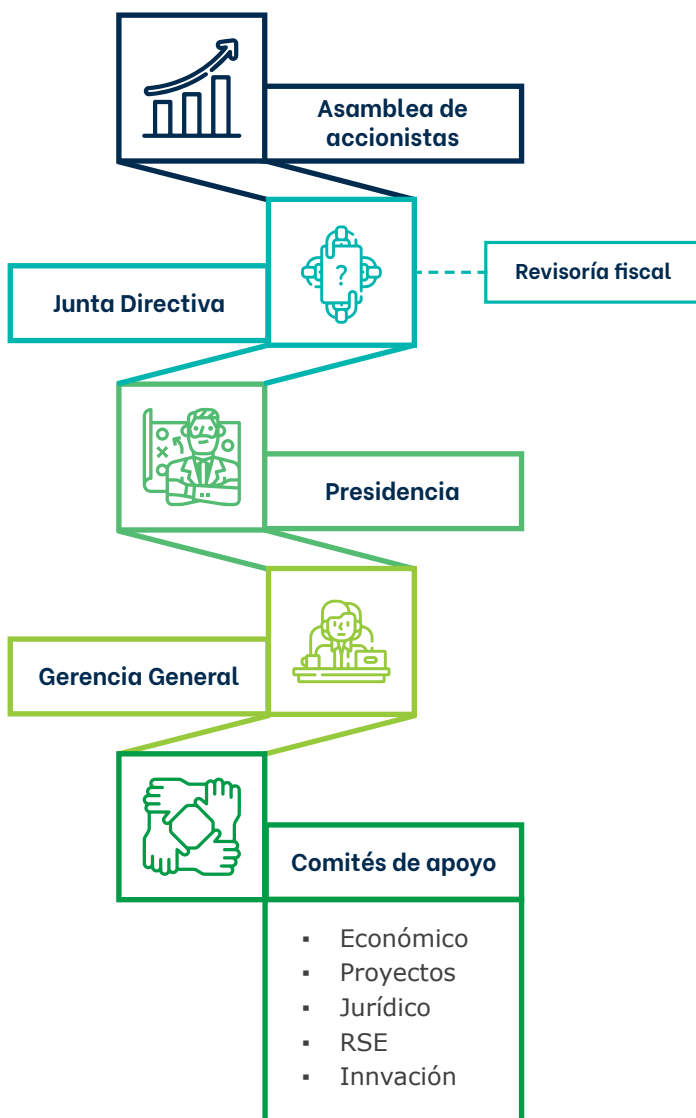 Asamblea de
accionistas
?
Revisoría fiscal
Junta Directiva
Presidencia
Gerencia General
Comités de apoyo
▪ Económico
▪ Proyectos
▪ Jurídico
▪ RSE
▪ Innvación